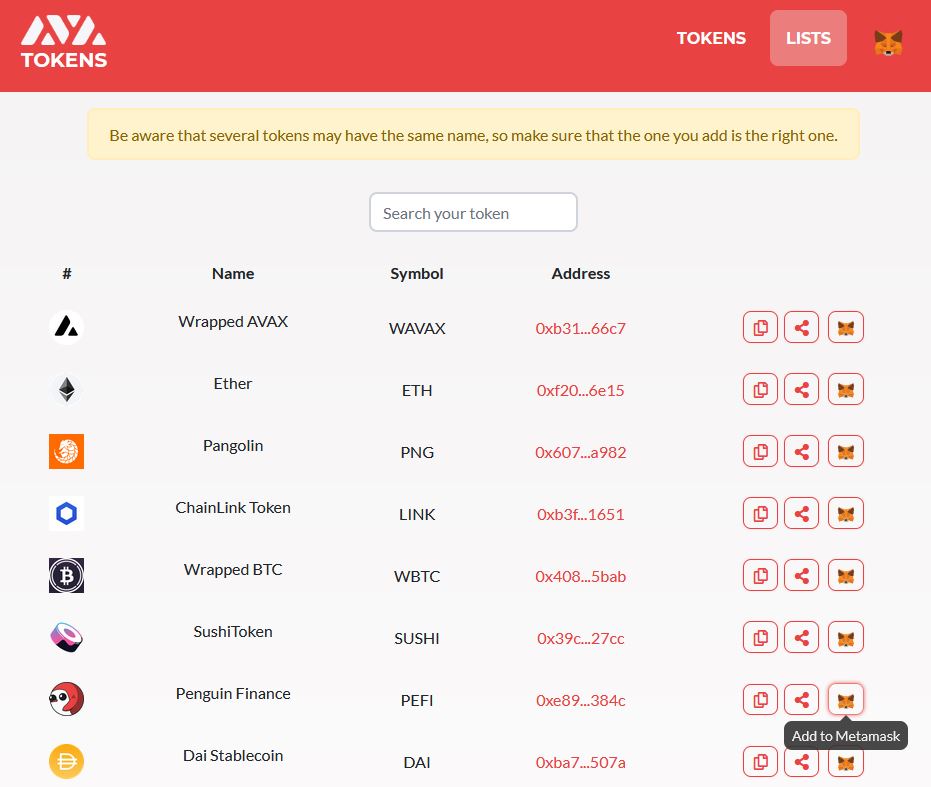 TOKENS
TOKENS LISTS
Be aware that several tokens may have the same name, so make sure that the one you add is the right one.
Search your token
# Name Symbol Address
Wrapped AVAX WAVAX 0xb31...66c7
Ether ETH 0xf20...6e15
Pangolin PNG 0x607...a982
ChainLink Token LINK 0xb3f...1651
Wrapped BTC WBTC 0x408...5bab
SushiToken SUSHI 0x39c...27cc
Penguin Finance PEFI 0xe89...384c
Add to Metamask
Dai Stablecoin DAI 0xba7...507a